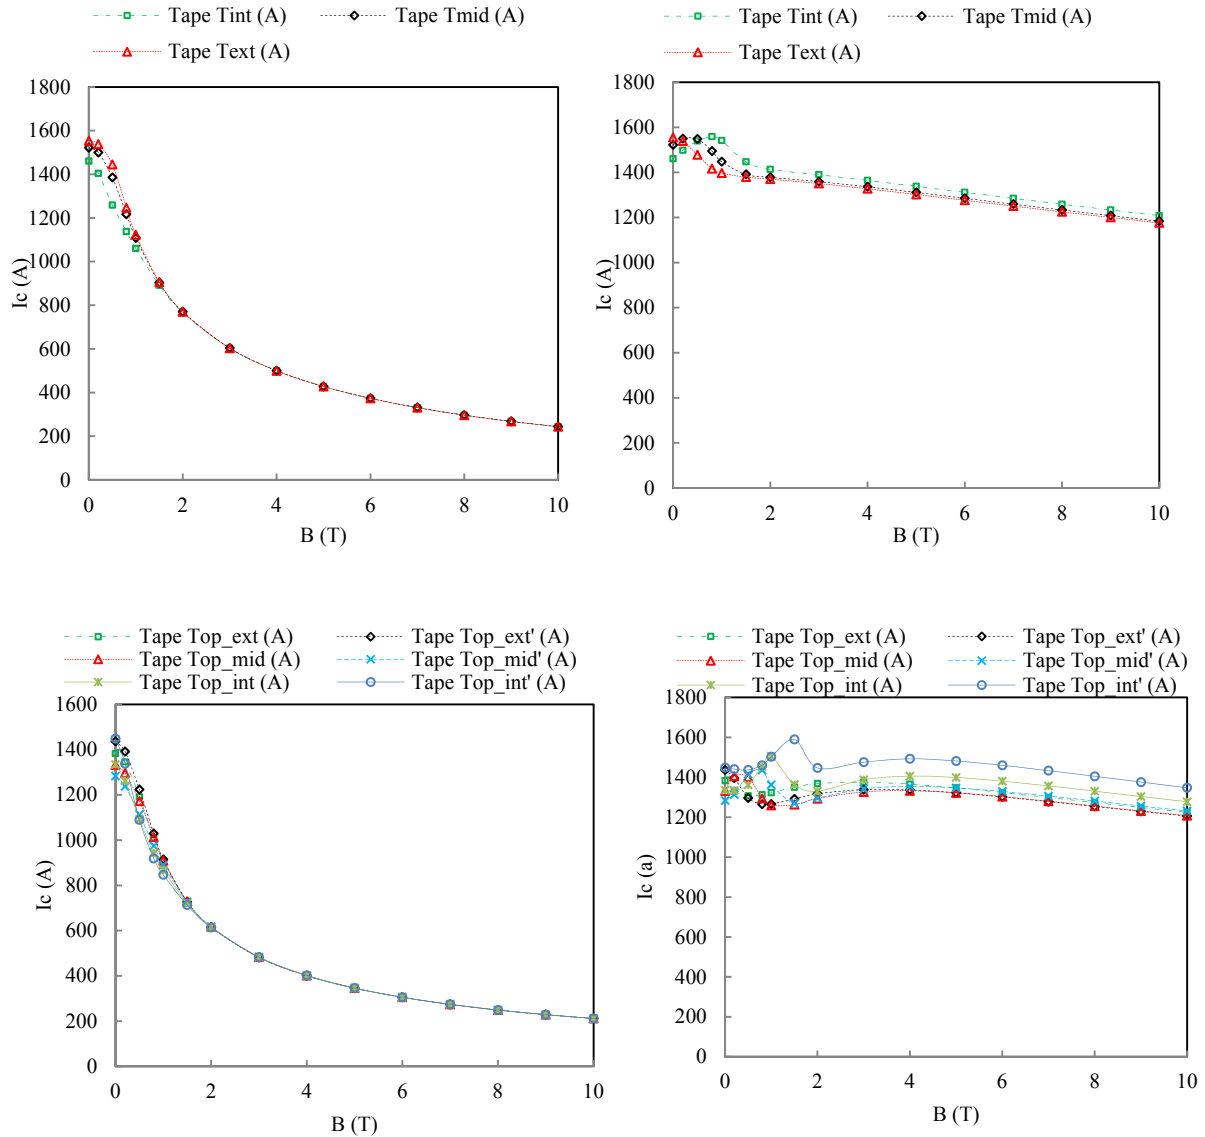 Tape Tint (A) Tape Tmid (A)
Tape Text (A)
1800
1600
1400
1200
1000
800
600
400
200
0
Ic (A)
0 2 4 6 8 10
B (T)
Tape Tint (A) Tape Tmid (A)
Tape Text (A)
1800
1600
1400
1200
1000
800
600
400
200
0
Ic (A)
0 2 4 6 8 10
B (T)
Tape Top_ext (A) Tape Top_ext' (A)
Tape Top_mid (A) Tape Top_mid' (A)
Tape Top_int (A) Tape Top_int' (A)
1600
1400
1200
1000
800
600
400
200
0
Ic (A)
0 2 4 6 8 10
B (T)
Tape Top_ext (A) Tape Top_ext' (A)
Tape Top_mid (A) Tape Top_mid' (A)
Tape Top_int (A) Tape Top_int' (A)
1800
1600
1400
1200
1000
800
600
400
200
0
Ic (a)
0 2 4 6 8 10
B (T)